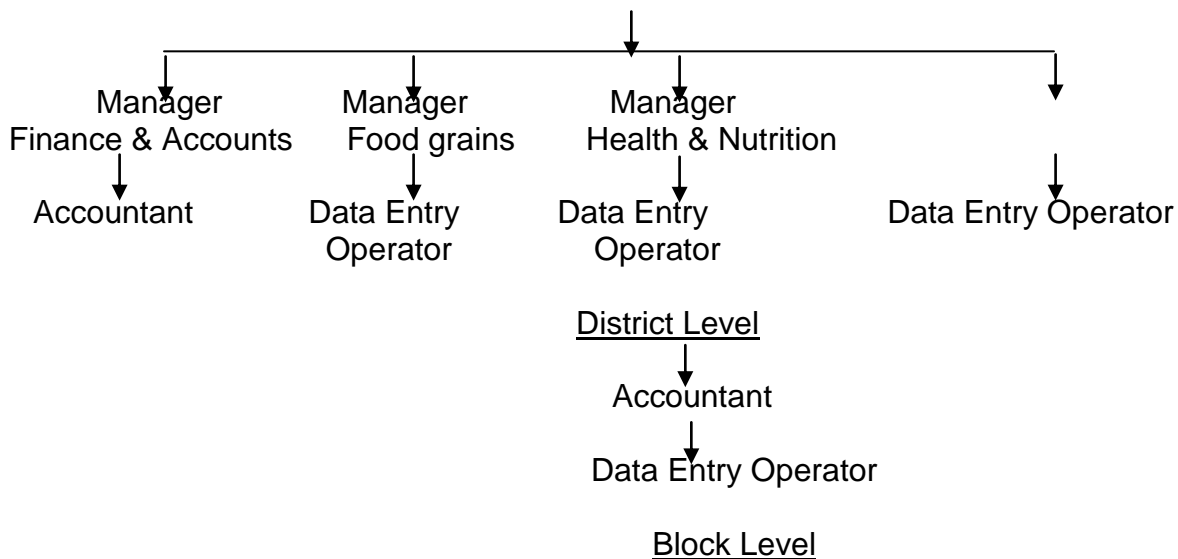 Manager Manager Manager
Finance & Accounts Food grains Health & Nutrition
Accountant Data Entry Data Entry Data Entry Operator
Operator Operator
District Level
Accountant
Data Entry Operator
Block Level